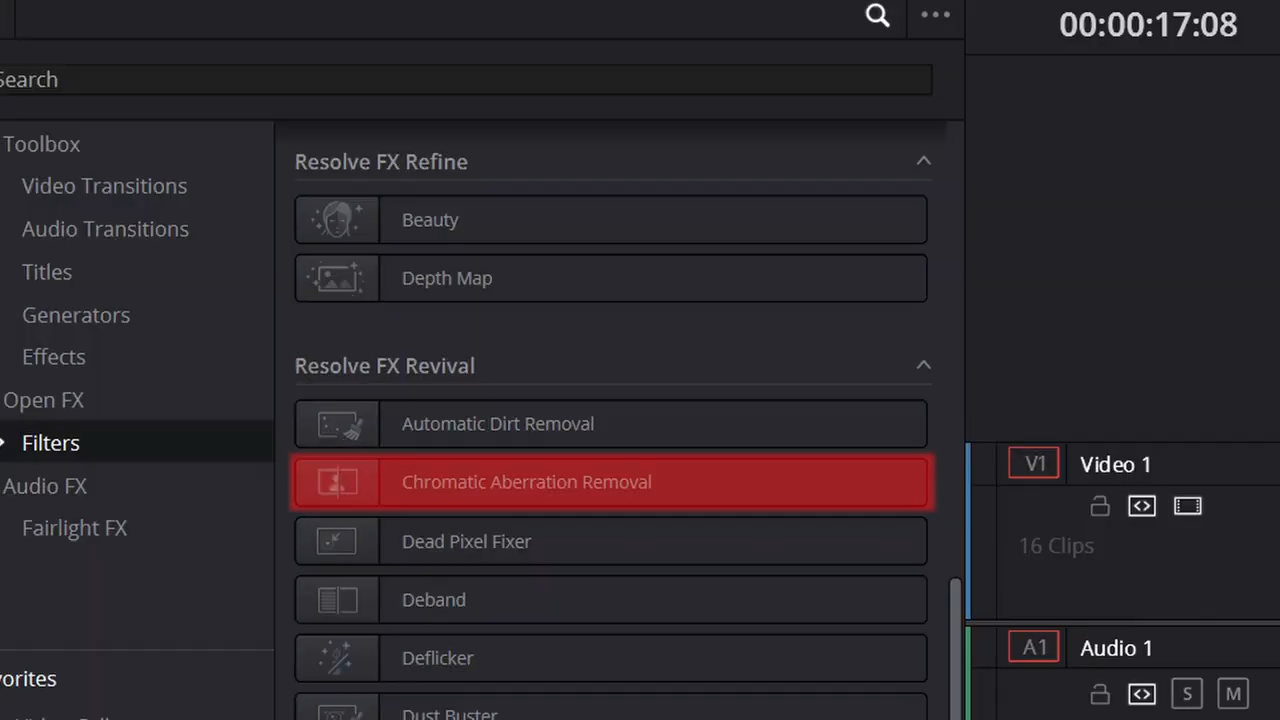 00:00:17:08
Search
Toolbox
Video Transitions
Audio Transitions
Titles
Generators
Effects
Open FX
Filters
Audio FX
Fairlight FX
vorites
Resolve FX Refine
Beauty
Depth Map
Resolve FX Revival
Automatic Dirt Removal
Chromatic Aberration Removal
Dead Pixel Fixer
Deband
Deflicker
Dust Buster
V1 Video 1
16 Clips
A1 Audio 1
S M